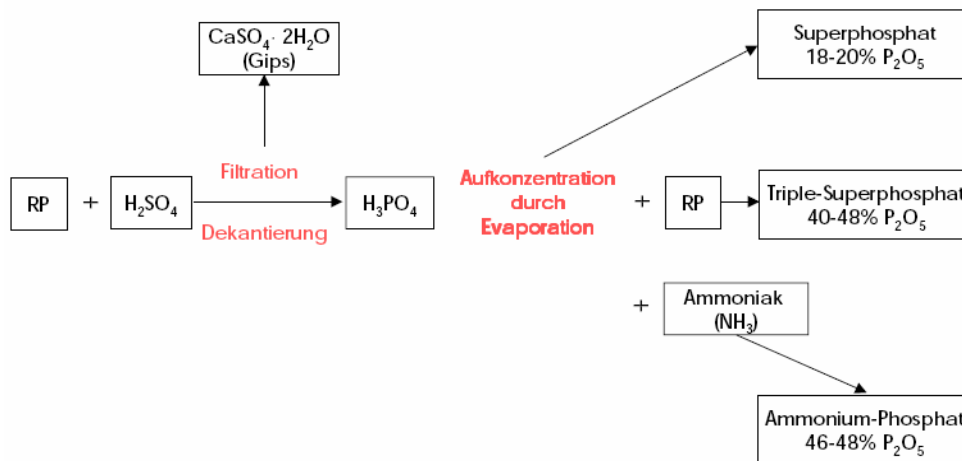 CaSO₄· 2H₂O
(Gips)
Superphosphat
18-20% P₂O₅
Filtration
RP + H₂SO₄
Dekantierung
H₃PO₄
Aufkonzentration
durch
Evaporation
+ RP
Triple-Superphosphat
40-48% P₂O₅
+ Ammoniak
(NH₃)
Ammonium-Phosphat
46-48% P₂O₅